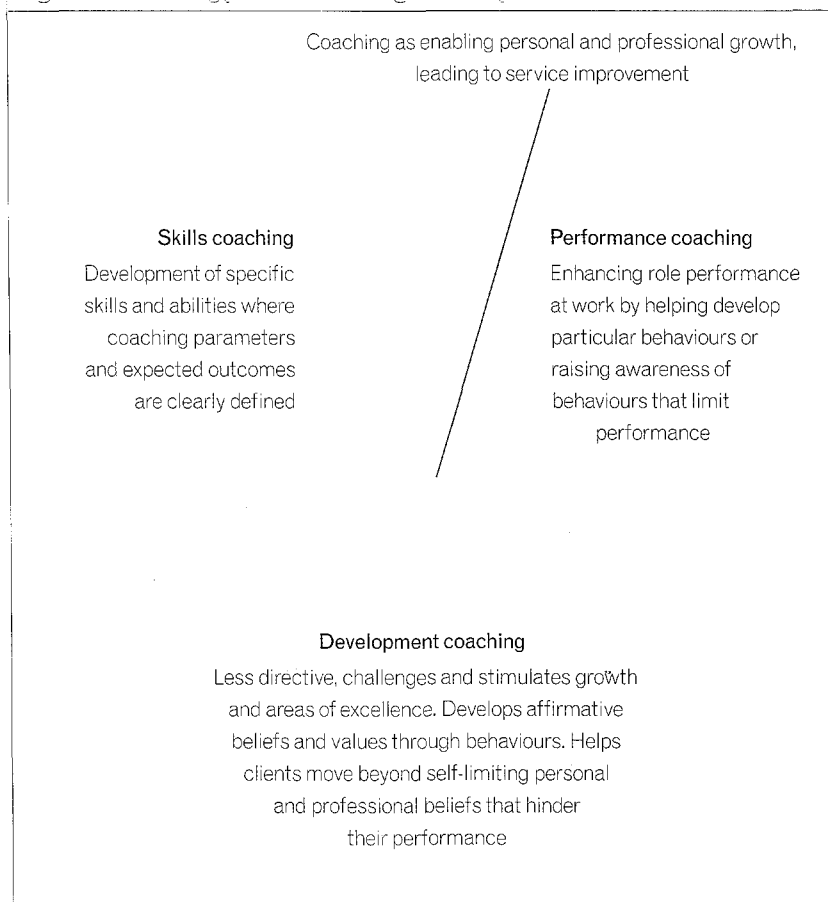 Coaching as enabling personal and professional growth,
leading to service improvement
Skills coaching
Development of specific
skills and abilities where
coaching parameters
and expected outcomes
are clearly defined
Performance coaching
Enhancing role performance
at work by helping develop
particular behaviours or
raising awareness of
behaviours that limit
performance
Development coaching
Less directive, challenges and stimulates growth
and areas of excellence. Develops affirmative
beliefs and values through behaviours. Helps
clients move beyond self-limiting personal
and professional beliefs that hinder
their performance